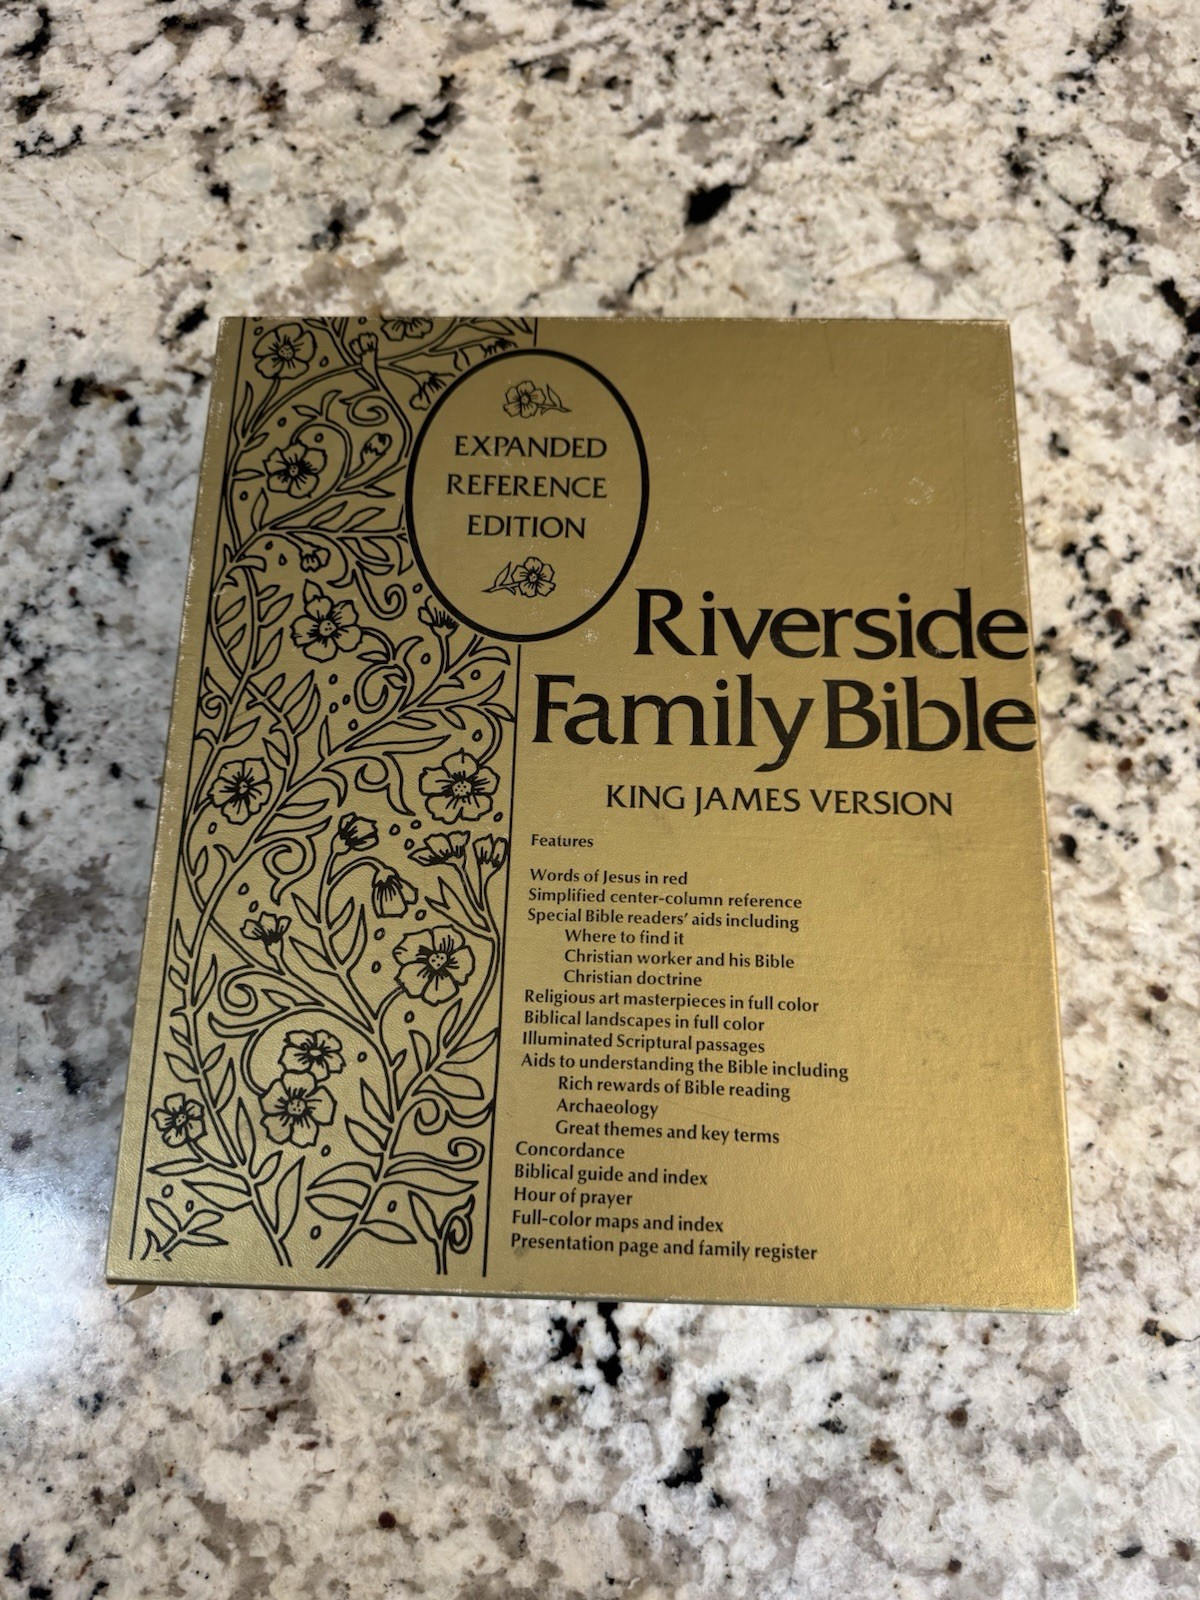 EXPANDED
REFERENCE
EDITION
Riverside
Family Bible
KING JAMES VERSION
Features
Words of Jesus in red
Simplified center-column reference
Special Bible readers' aids including
Where to find it
Christian worker and his Bible
Christian doctrine
Religious art masterpieces in full color
Biblical landscapes in full color
Illuminated Scriptural passages
Aids to understanding the Bible including
Rich rewards of Bible reading
Archaeology
Great themes and key terms
Concordance
Biblical guide and index
Hour of prayer
Full-color maps and index
Presentation page and family register